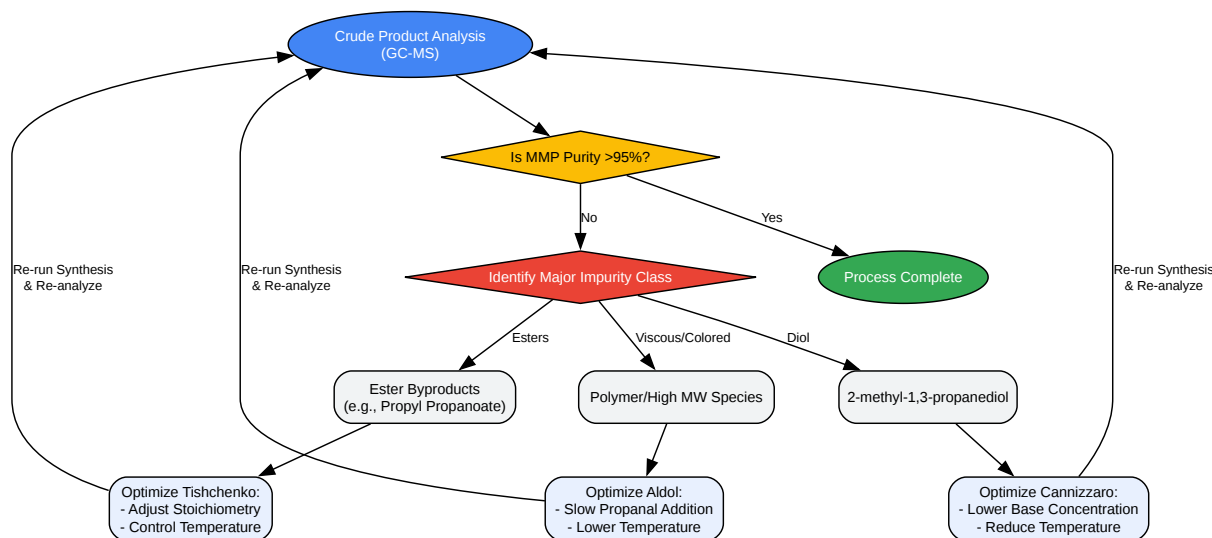 Crude Product Analysis
(GC-MS)
Is MMP Purity >95%?
No
Yes
Identify Major Impurity Class
Process Complete
Re-run Synthesis
& Re-analyze
Re-run Synthesis
& Re-analyze
Re-run Synthesis
& Re-analyze
Esters
Viscous/Colored
Diol
Ester Byproducts
(e.g., Propyl Propanoate)
Polymer/High MW Species
2-methyl-1,3-propanediol
Optimize Tishchenko:
- Adjust Stoichiometry
- Control Temperature
Optimize Aldol:
- Slow Propanal Addition
- Lower Temperature
Optimize Cannizzaro:
- Lower Base Concentration
- Reduce Temperature